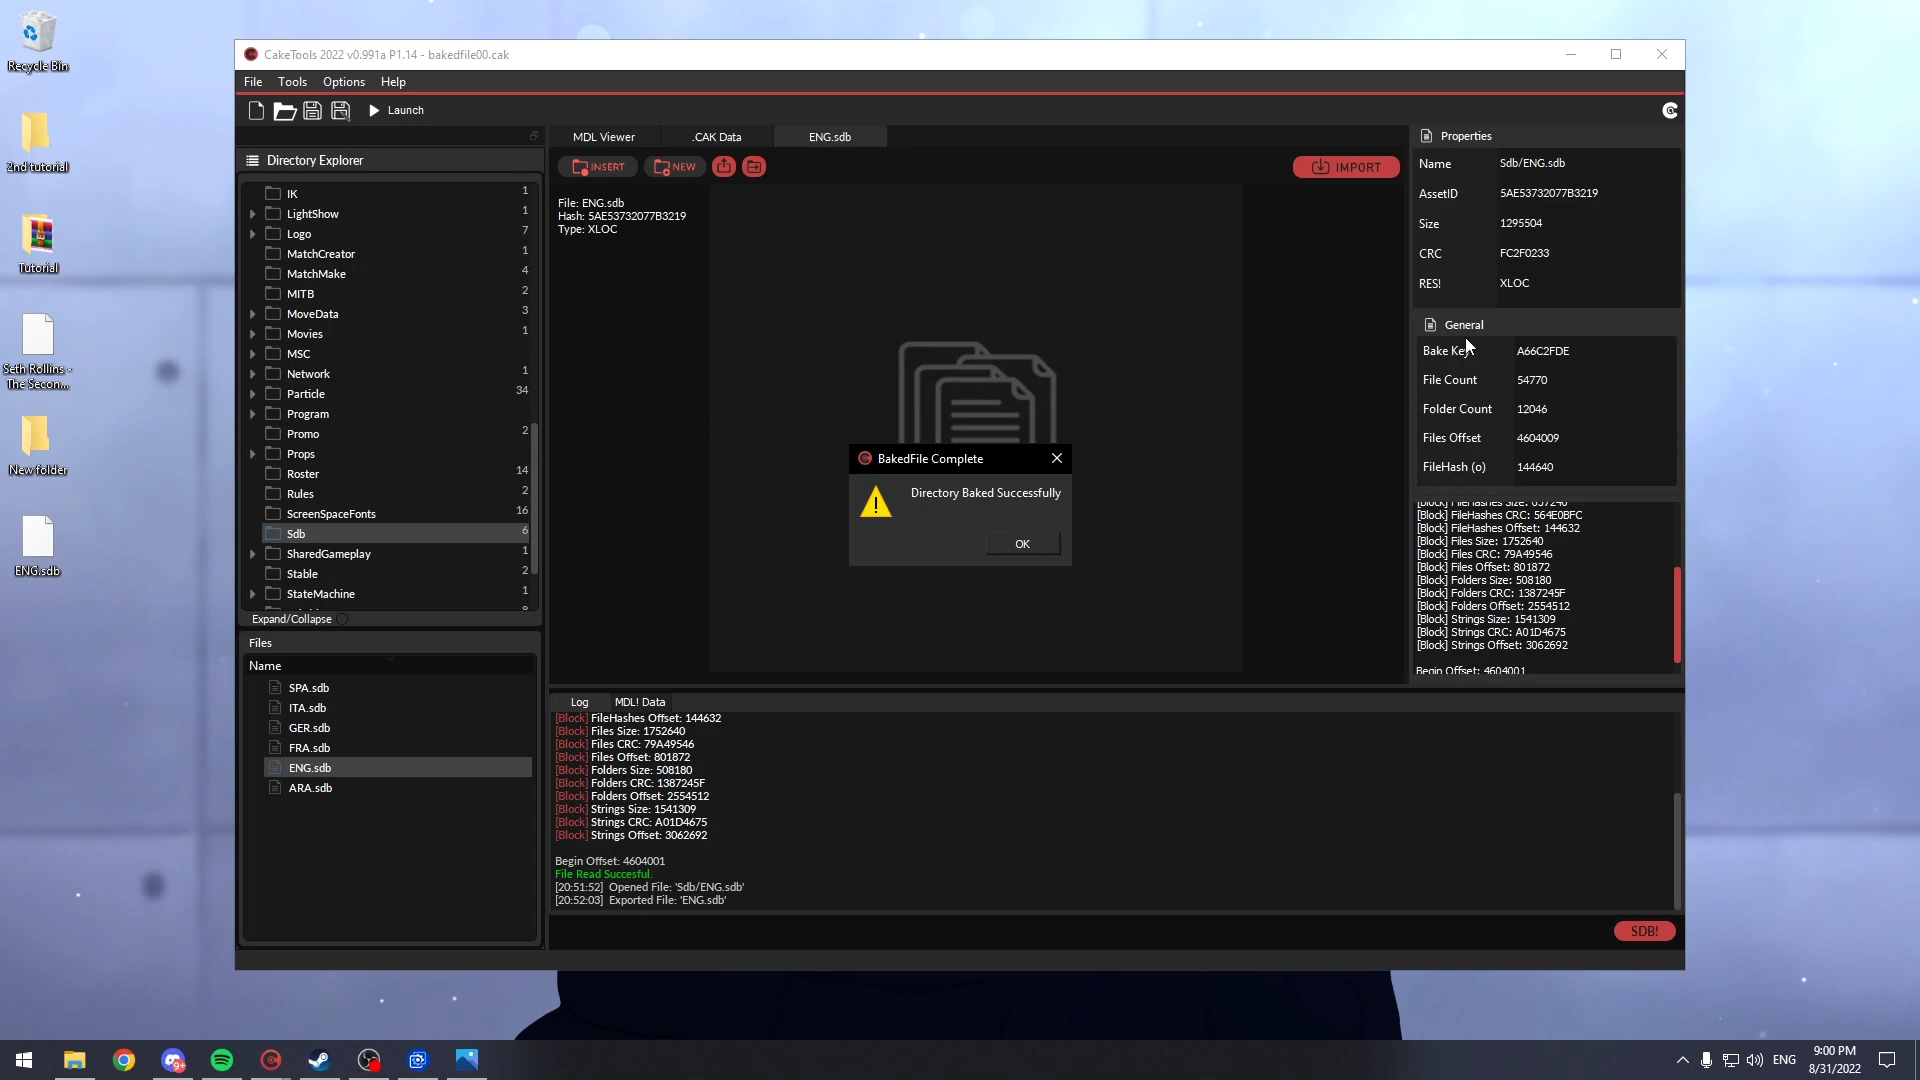 Recycle Bin
2nd tutorial
Tutorial
Seth Rollins -
The Secon...
New folder
ENG.sdb
CakeTools 2022 v0.991a P1.14 - bakedfile00.cak
File Tools Options Help
Launch
Directory Explorer
IK 1
LightShow 1
Logo 7
MatchCreator 1
MatchMake 4
MITB 2
MoveData 3
Movies 1
MSC
Network 1
Particle 34
Program
Promo 2
Props
Roster 14
Rules 2
ScreenSpaceFonts 16
Sdb 6
SharedGameplay 1
Stable 2
StateMachine 1
Expand/Collapse
Files
Name
SPA.sdb
ITA.sdb
GER.sdb
FRA.sdb
ENG.sdb
ARA.sdb
MDL Viewer .CAK Data ENG.sdb
INSERT NEW IMPORT
File: ENG.sdb
Hash: 5AE53732077B3219
Type: XLOC
BakedFile Complete
Directory Baked Successfully
OK
Properties
Name Sdb/ENG.sdb
AssetID 5AE53732077B3219
Size 1295504
CRC FC2F0233
RES! XLOC
General
Bake Key A66C2FDE
File Count 54770
Folder Count 12046
Files Offset 4604009
FileHash (o) 144640
[Block] FileHashes Size: 657240
[Block] FileHashes CRC: 564E0BFC
[Block] FileHashes Offset: 144632
[Block] Files Size: 1752640
[Block] Files CRC: 79A49546
[Block] Files Offset: 801872
[Block] Folders Size: 508180
[Block] Folders CRC: 1387245F
[Block] Folders Offset: 2554512
[Block] Strings Size: 1541309
[Block] Strings CRC: A01D4675
[Block] Strings Offset: 3062692
Begin Offset: 4604001
Log MDL! Data
[Block] FileHashes Offset: 144632
[Block] Files Size: 1752640
[Block] Files CRC: 79A49546
[Block] Files Offset: 801872
[Block] Folders Size: 508180
[Block] Folders CRC: 1387245F
[Block] Folders Offset: 2554512
[Block] Strings Size: 1541309
[Block] Strings CRC: A01D4675
[Block] Strings Offset: 3062692
Begin Offset: 4604001
File Read Succesful.
[20:51:52] Opened File: 'Sdb/ENG.sdb'
[20:52:03] Exported File: 'ENG.sdb'
SDB!
9+
ENG
9:00 PM
8/31/2022